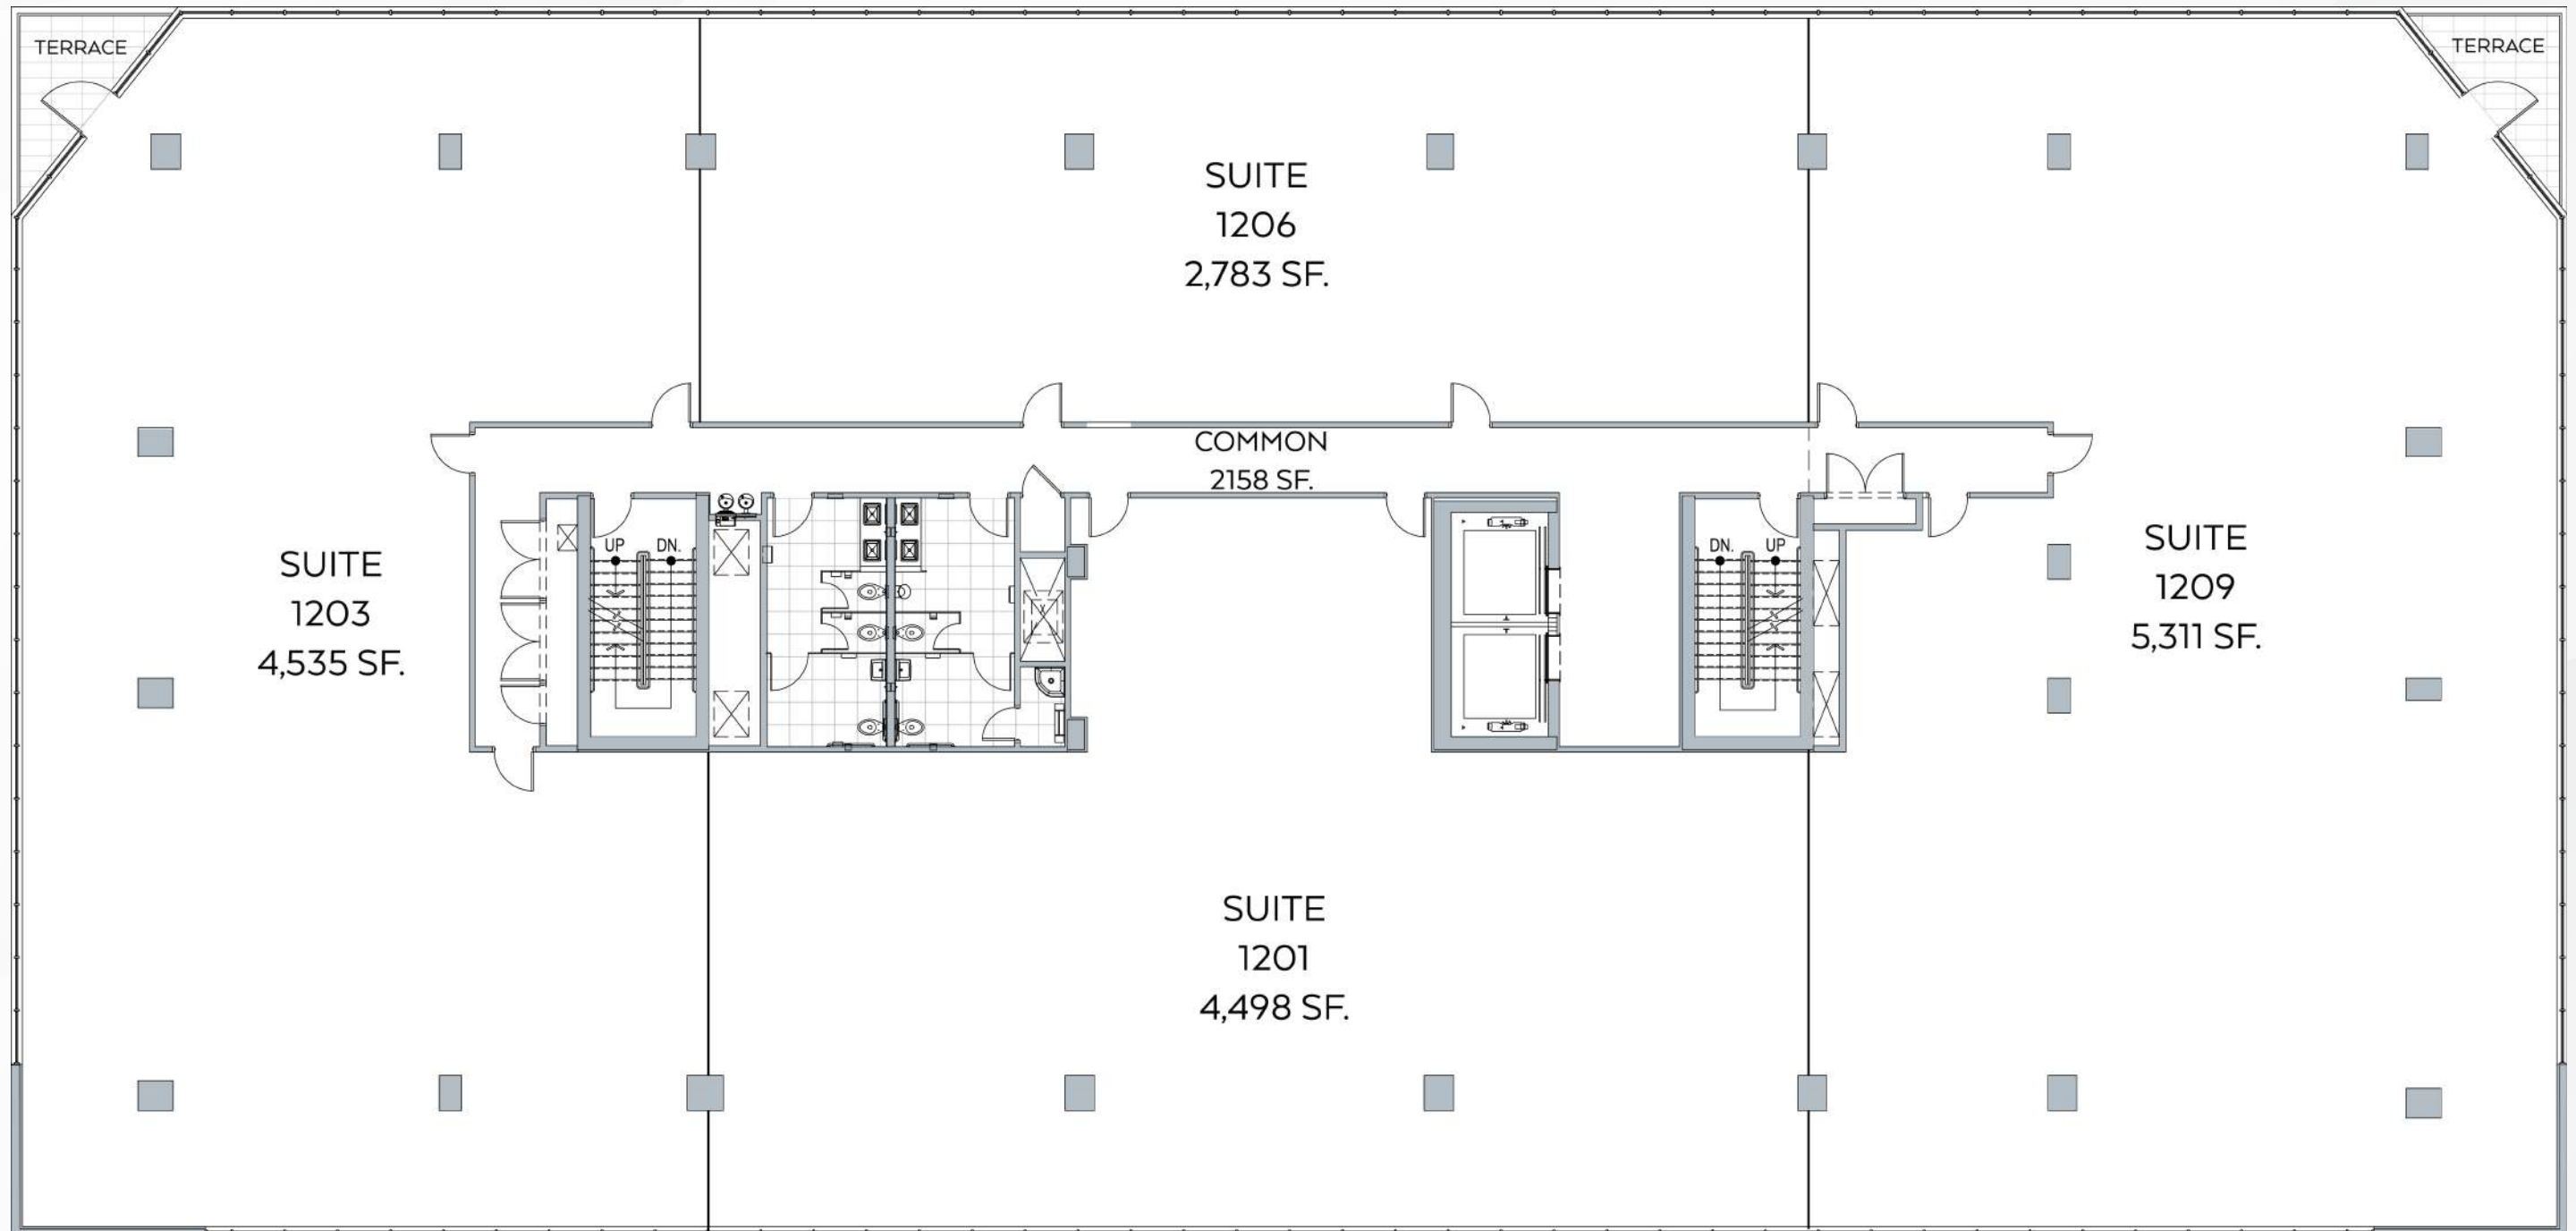 TERRACE
TERRACE
SUITE
1206
2,783 SF.
COMMON
2158 SF.
UP
DN.
DN.
UP
SUITE
1203
4,535 SF.
SUITE
1209
5,311 SF.
SUITE
1201
4,498 SF.